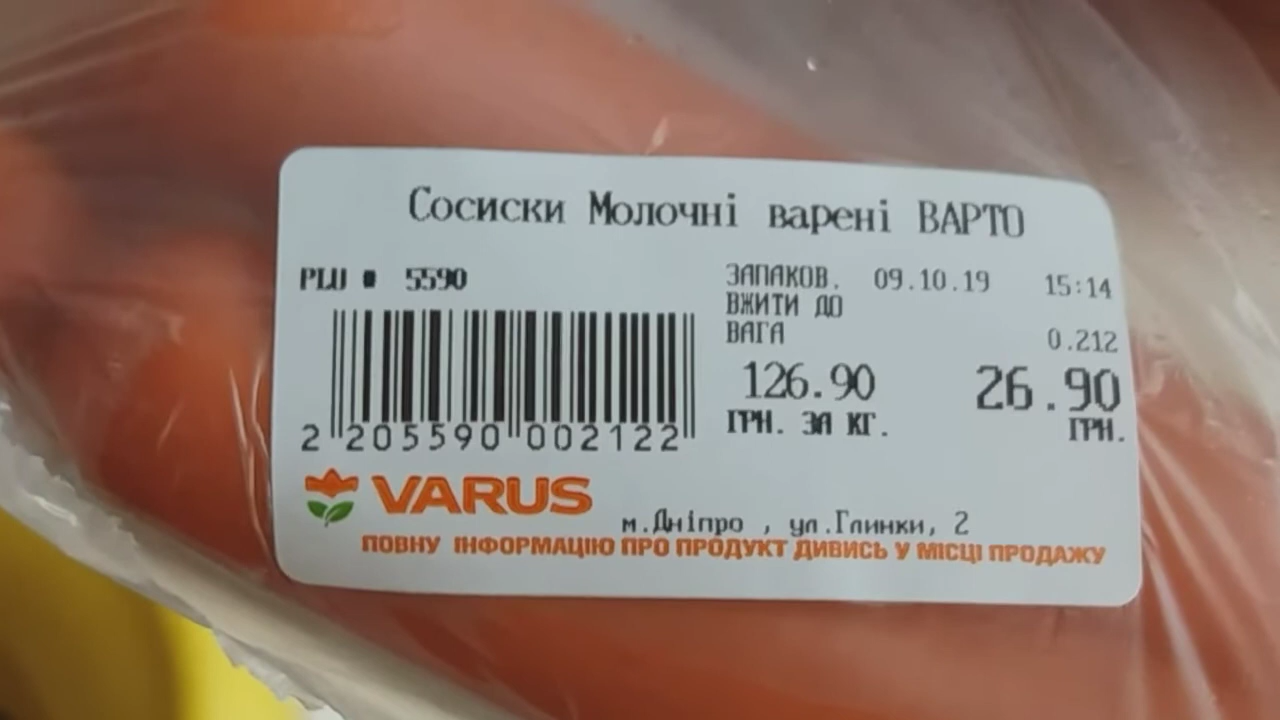 Сосиски Молочні варені ВАРТО
PLU # 5590
ЗАПАКОВ. 09.10.19 15:14
ВЖИТИ ДО
ВАГА 0.212
126.90 26.90
ГРН. ЗА КГ. ГРН.
2 205590 002122
VARUS
м.Дніпро , ул.Глинки, 2
ПОВНУ ІНФОРМАЦІЮ ПРО ПРОДУКТ ДИВИСЬ У МІСЦІ ПРОДАЖУ